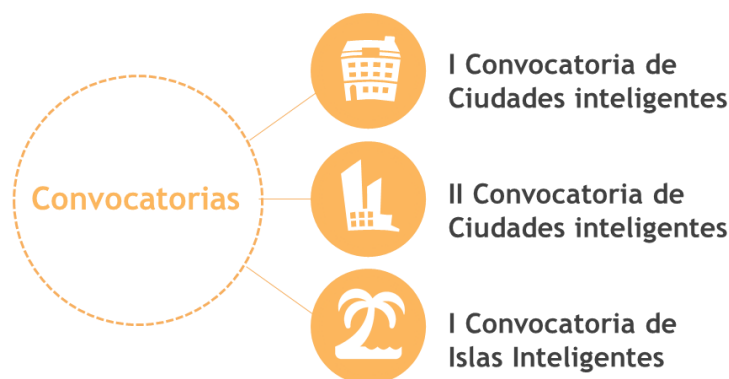 Convocatorias
I Convocatoria de
Ciudades inteligentes
II Convocatoria de
Ciudades inteligentes
I Convocatoria de
Islas Inteligentes